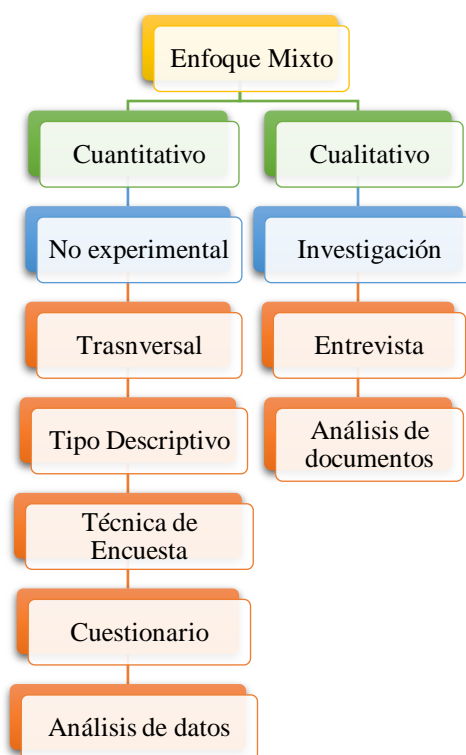 Enfoque Mixto
Cuantitativo
Cualitativo
No experimental
Investigación
Trasnversal
Entrevista
Tipo Descriptivo
Análisis de
documentos
Técnica de
Encuesta
Cuestionario
Análisis de datos